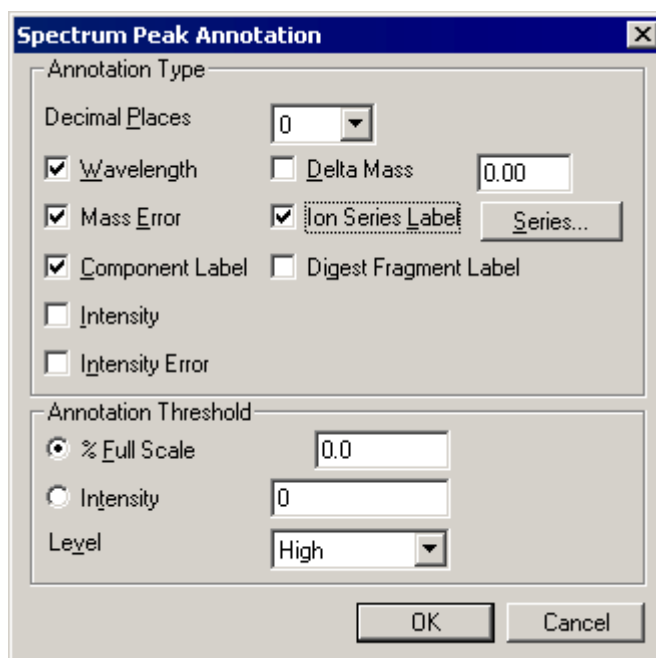 Spectrum Peak Annotation
Annotation Type
Decimal Places 0
Wavelength Delta Mass 0.00
Mass Error Ion Series Label Series...
Component Label Digest Fragment Label
Intensity
Intensity Error
Annotation Threshold
% Full Scale 0.0
Intensity 0
Level High
OK Cancel